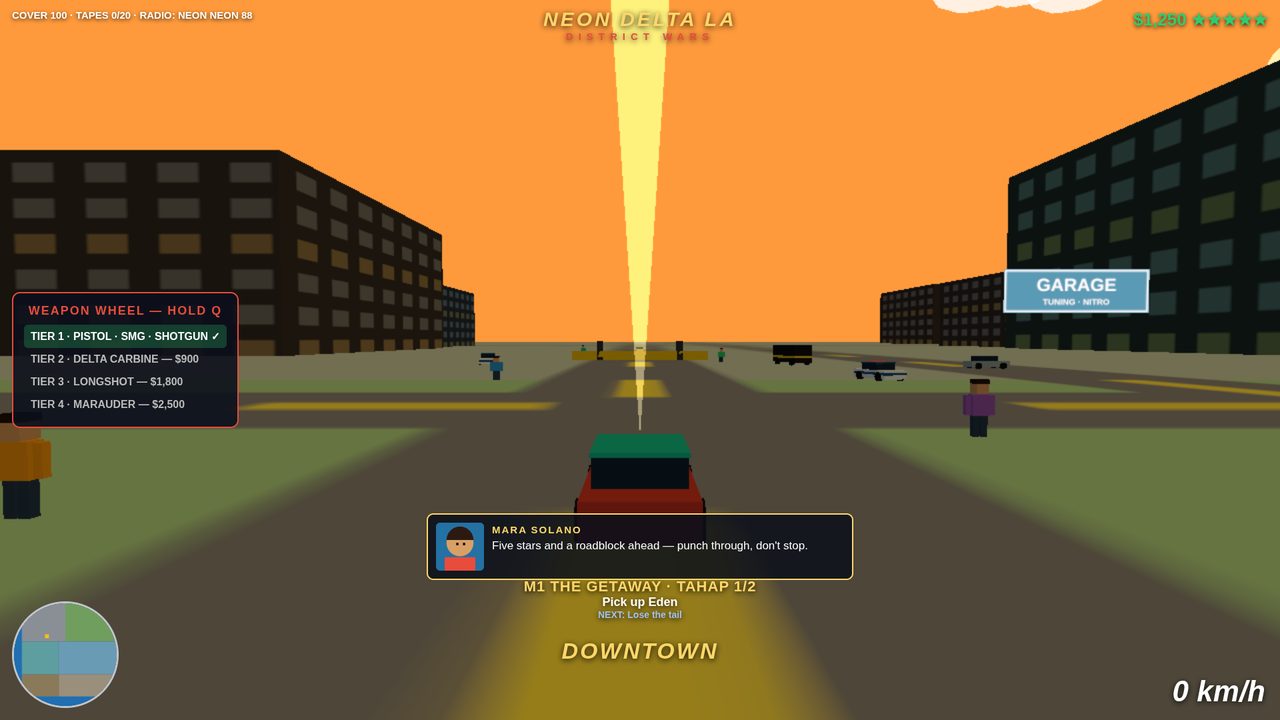 COVER 100 · TAPES 0/20 · RADIO: NEON NEON 88
NEON DELTA LA
DISTRICT WARS
$1,250 ★★★★★
GARAGE
TUNING · NITRO
WEAPON WHEEL — HOLD Q
TIER 1 · PISTOL · SMG · SHOTGUN ✓
TIER 2 · DELTA CARBINE — $900
TIER 3 · LONGSHOT — $1,800
TIER 4 · MARAUDER — $2,500
MARA SOLANO
Five stars and a roadblock ahead — punch through, don't stop.
M1 THE GETAWAY · TAHAP 1/2
Pick up Eden
NEXT: Lose the tail
DOWNTOWN
0 km/h